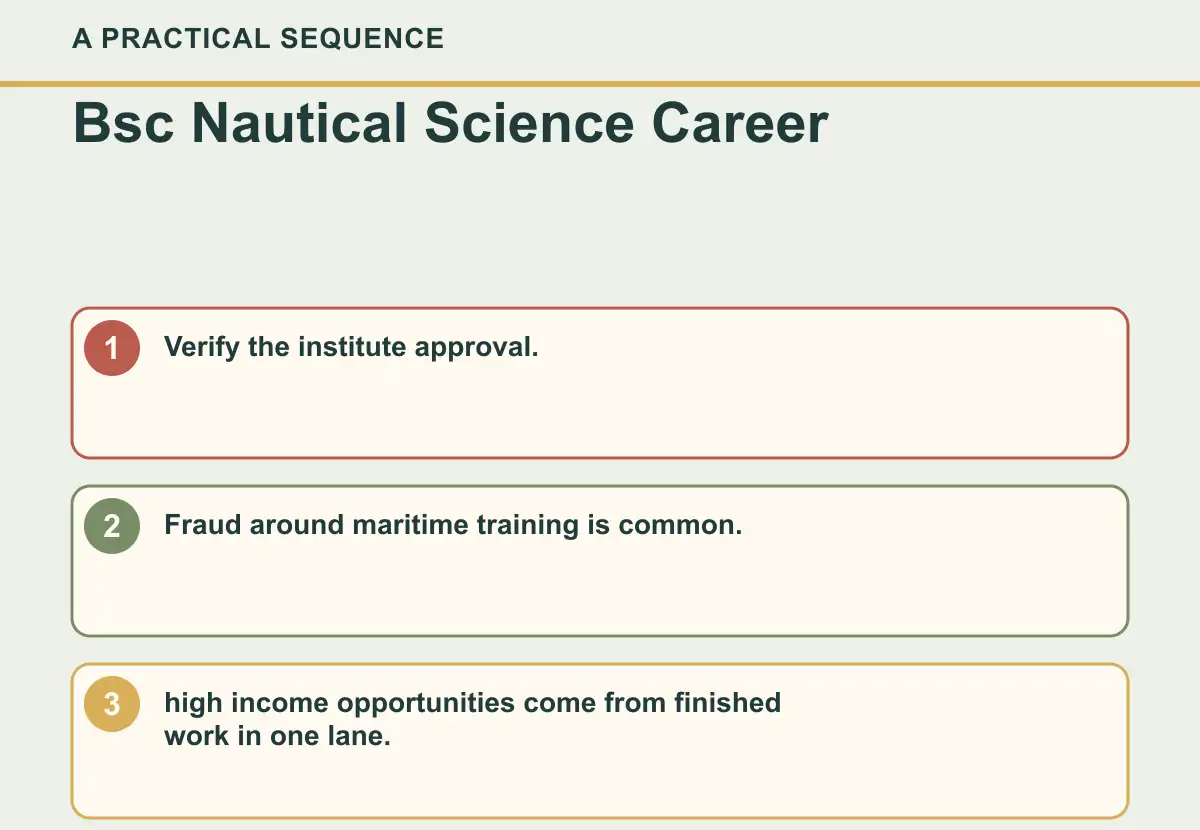 A PRACTICAL SEQUENCE
Bsc Nautical Science Career
1
Verify the institute approval.
2
Fraud around maritime training is common.
3
high income opportunities come from finished
work in one lane.